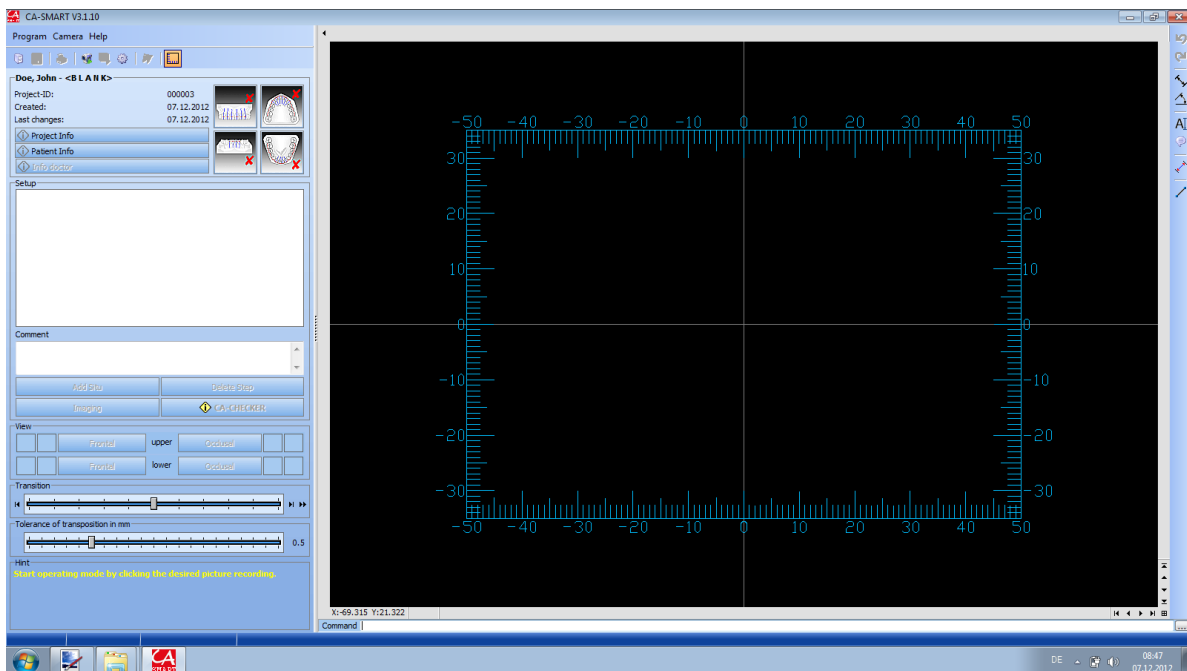 CA-SMART V3.1.10
Program Camera Help
Doe, John - <B L A N K>
Project-ID: 000003
Created: 07.12.2012
Last changes: 07.12.2012
Project Info
Patient Info
Info doctor
Setup
Comment
Add Situ Delete Step
Imaging CA-CHECKER
View
Frontal upper Occlusal
Frontal lower Occlusal
Transition
Tolerance of transposition in mm
0.5
Hint
Start operating mode by clicking the desired picture recording.
-50 -40 -30 -20 -10 0 10 20 30 40 50
30 30
20 20
10 10
0 0
-10 -10
-20 -20
-30 -30
-50 -40 -30 -20 -10 0 10 20 30 40 50
X:-69.315 Y:21.322
Command
A
CA
SMART
DE 08:47
07.12.2012